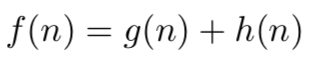 f(n) = g(n) + h(n)